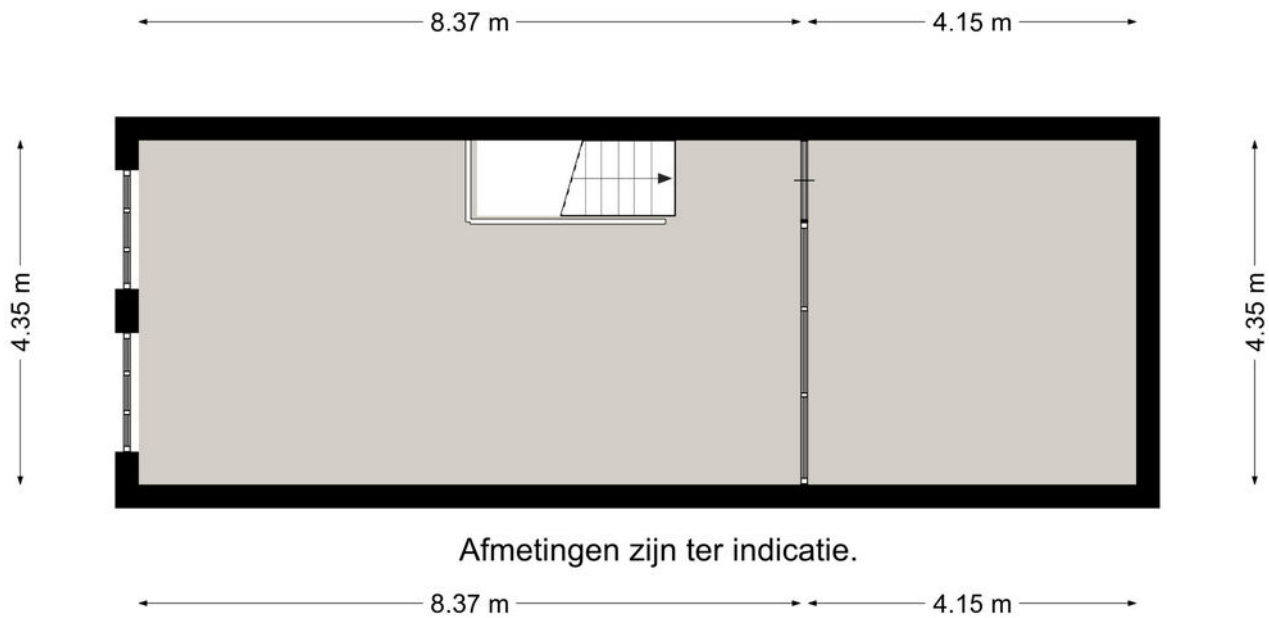 8.37 m
4.15 m
4.35 m
4.35 m
Afmetingen zijn ter indicatie.
8.37 m
4.15 m